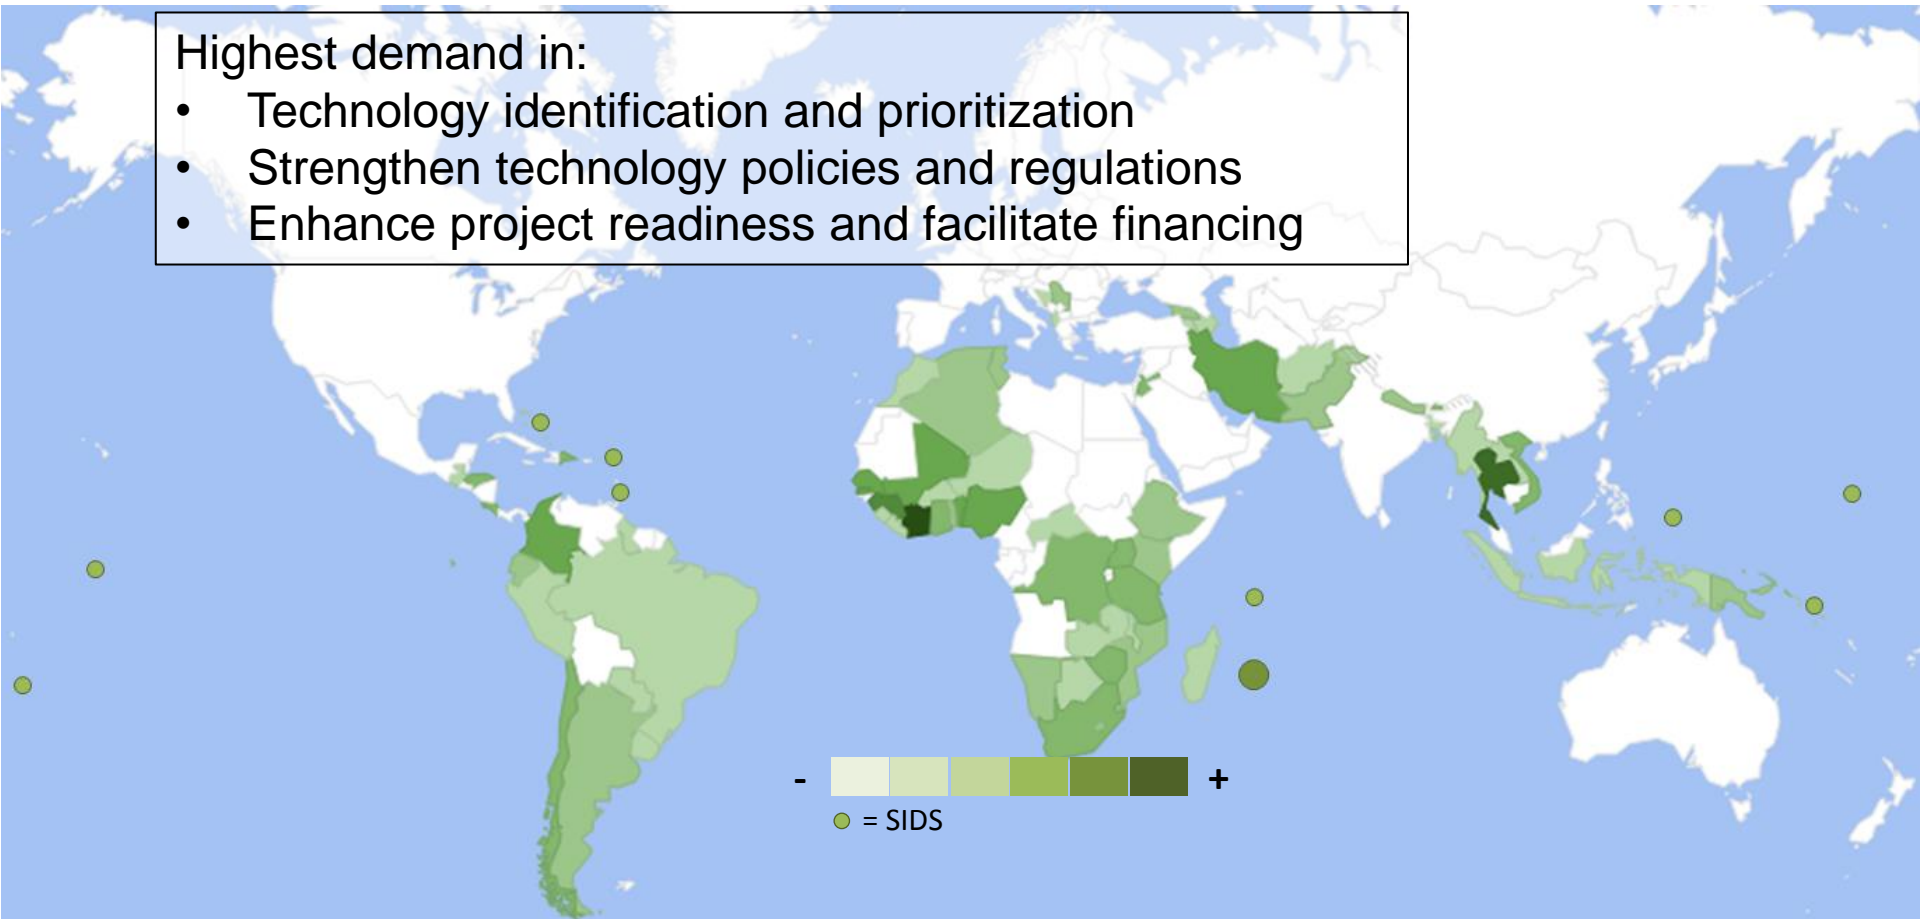 Highest demand in:
• Technology identification and prioritization
• Strengthen technology policies and regulations
• Enhance project readiness and facilitate financing
- +
= SIDS